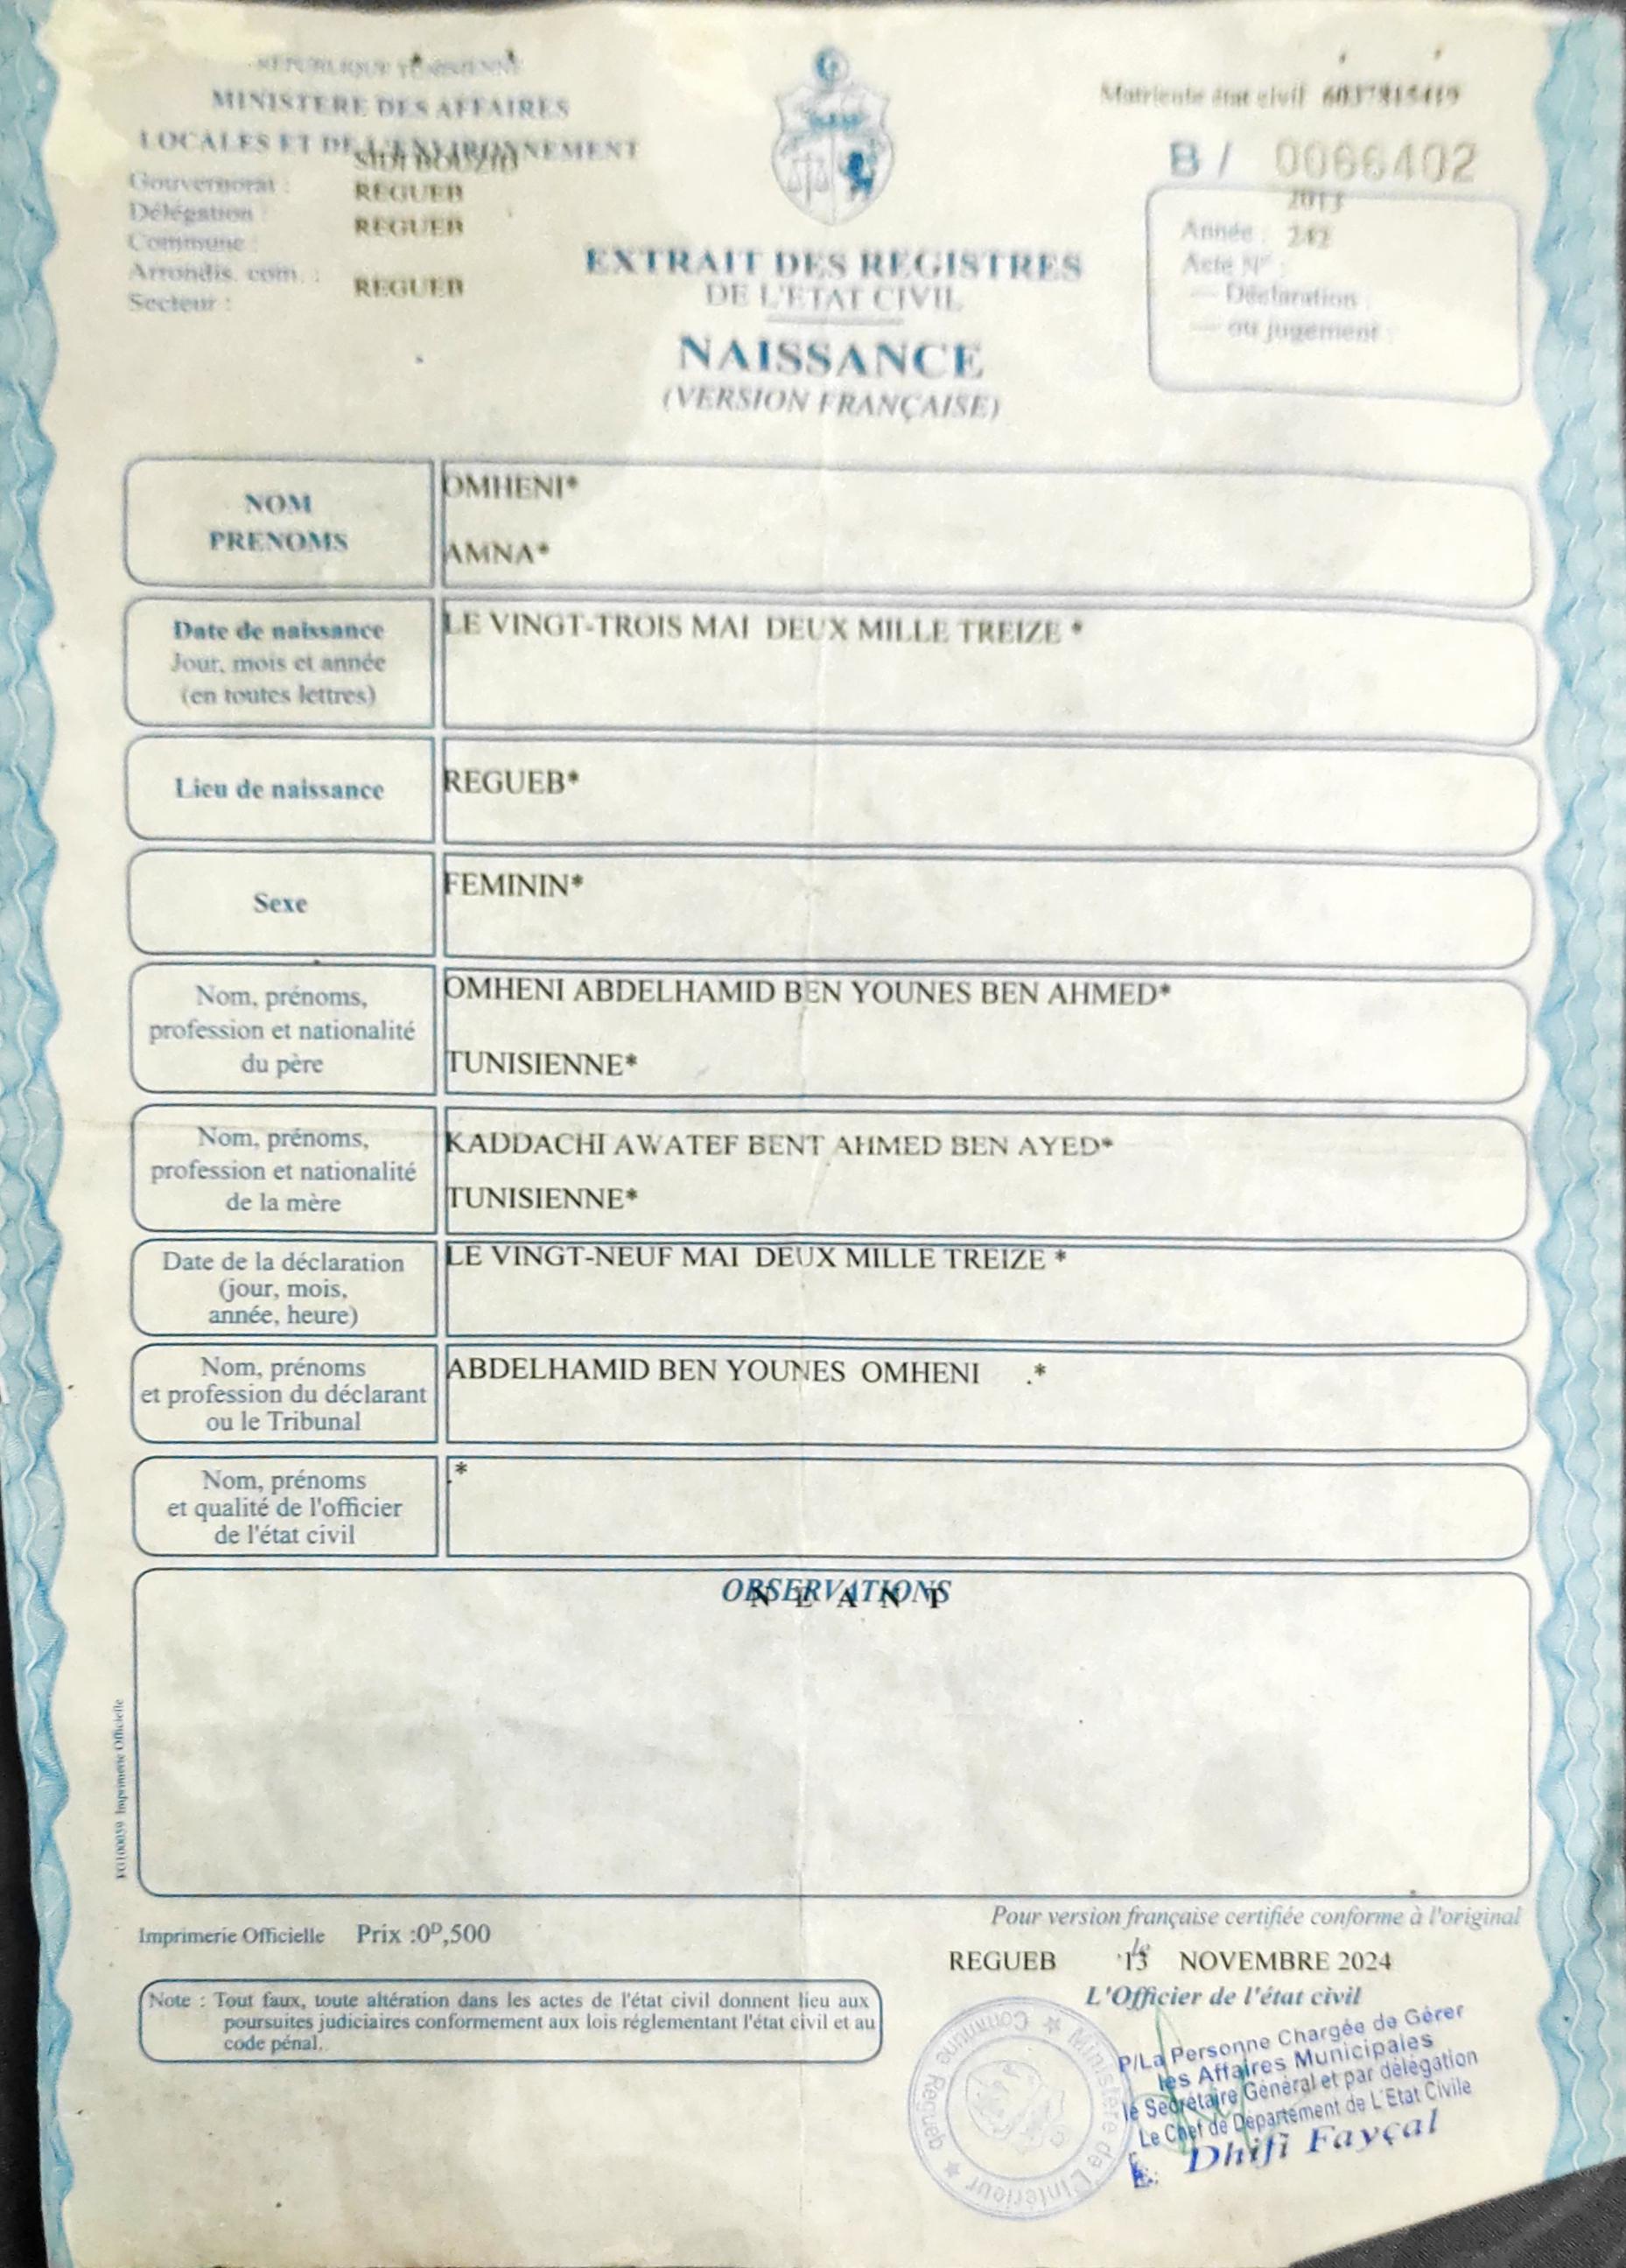 REPUBLIQUE TUNISIENNE
MINISTERE DES AFFAIRES
LOCALES ET DE L'ENVIRONNEMENT
Gouvernorat : SIDI BOUZID
Délégation : REGUEB
Commune : REGUEB
Arrondis. com. :
Secteur : REGUEB
Matricule état civil 6037815419
B / 0066402
Année : 2013
Acte N° : 242
— Déclaration :
— ou jugement :
EXTRAIT DES REGISTRES
DE L'ETAT CIVIL
NAISSANCE
(VERSION FRANÇAISE)
NOM
PRENOMS
OMHENI*
AMNA*
Date de naissance
Jour, mois et année
(en toutes lettres)
LE VINGT-TROIS MAI DEUX MILLE TREIZE *
Lieu de naissance
REGUEB*
Sexe
FEMININ*
Nom, prénoms,
profession et nationalité
du père
OMHENI ABDELHAMID BEN YOUNES BEN AHMED*
TUNISIENNE*
Nom, prénoms,
profession et nationalité
de la mère
KADDACHI AWATEF BENT AHMED BEN AYED*
TUNISIENNE*
Date de la déclaration
(jour, mois,
année, heure)
LE VINGT-NEUF MAI DEUX MILLE TREIZE *
Nom, prénoms
et profession du déclarant
ou le Tribunal
ABDELHAMID BEN YOUNES OMHENI .*
Nom, prénoms
et qualité de l'officier
de l'état civil
.*
OBSERVATIONS
N E A N T
Imprimerie Officielle
Imprimerie Officielle Prix :0D,500
Pour version française certifiée conforme à l'original
REGUEB le 13 NOVEMBRE 2024
L'Officier de l'état civil
Note : Tout faux, toute altération dans les actes de l'état civil donnent lieu aux
poursuites judiciaires conformement aux lois réglementant l'état civil et au
code pénal.
Ministère de L'Intérieur ★ Commune Regueb ★
P/La Personne Chargée de Gérer
les Affaires Municipales
le Secrétaire Général et par délégation
Le Chef de Département de L'Etat Civile
Dhifi Fayçal